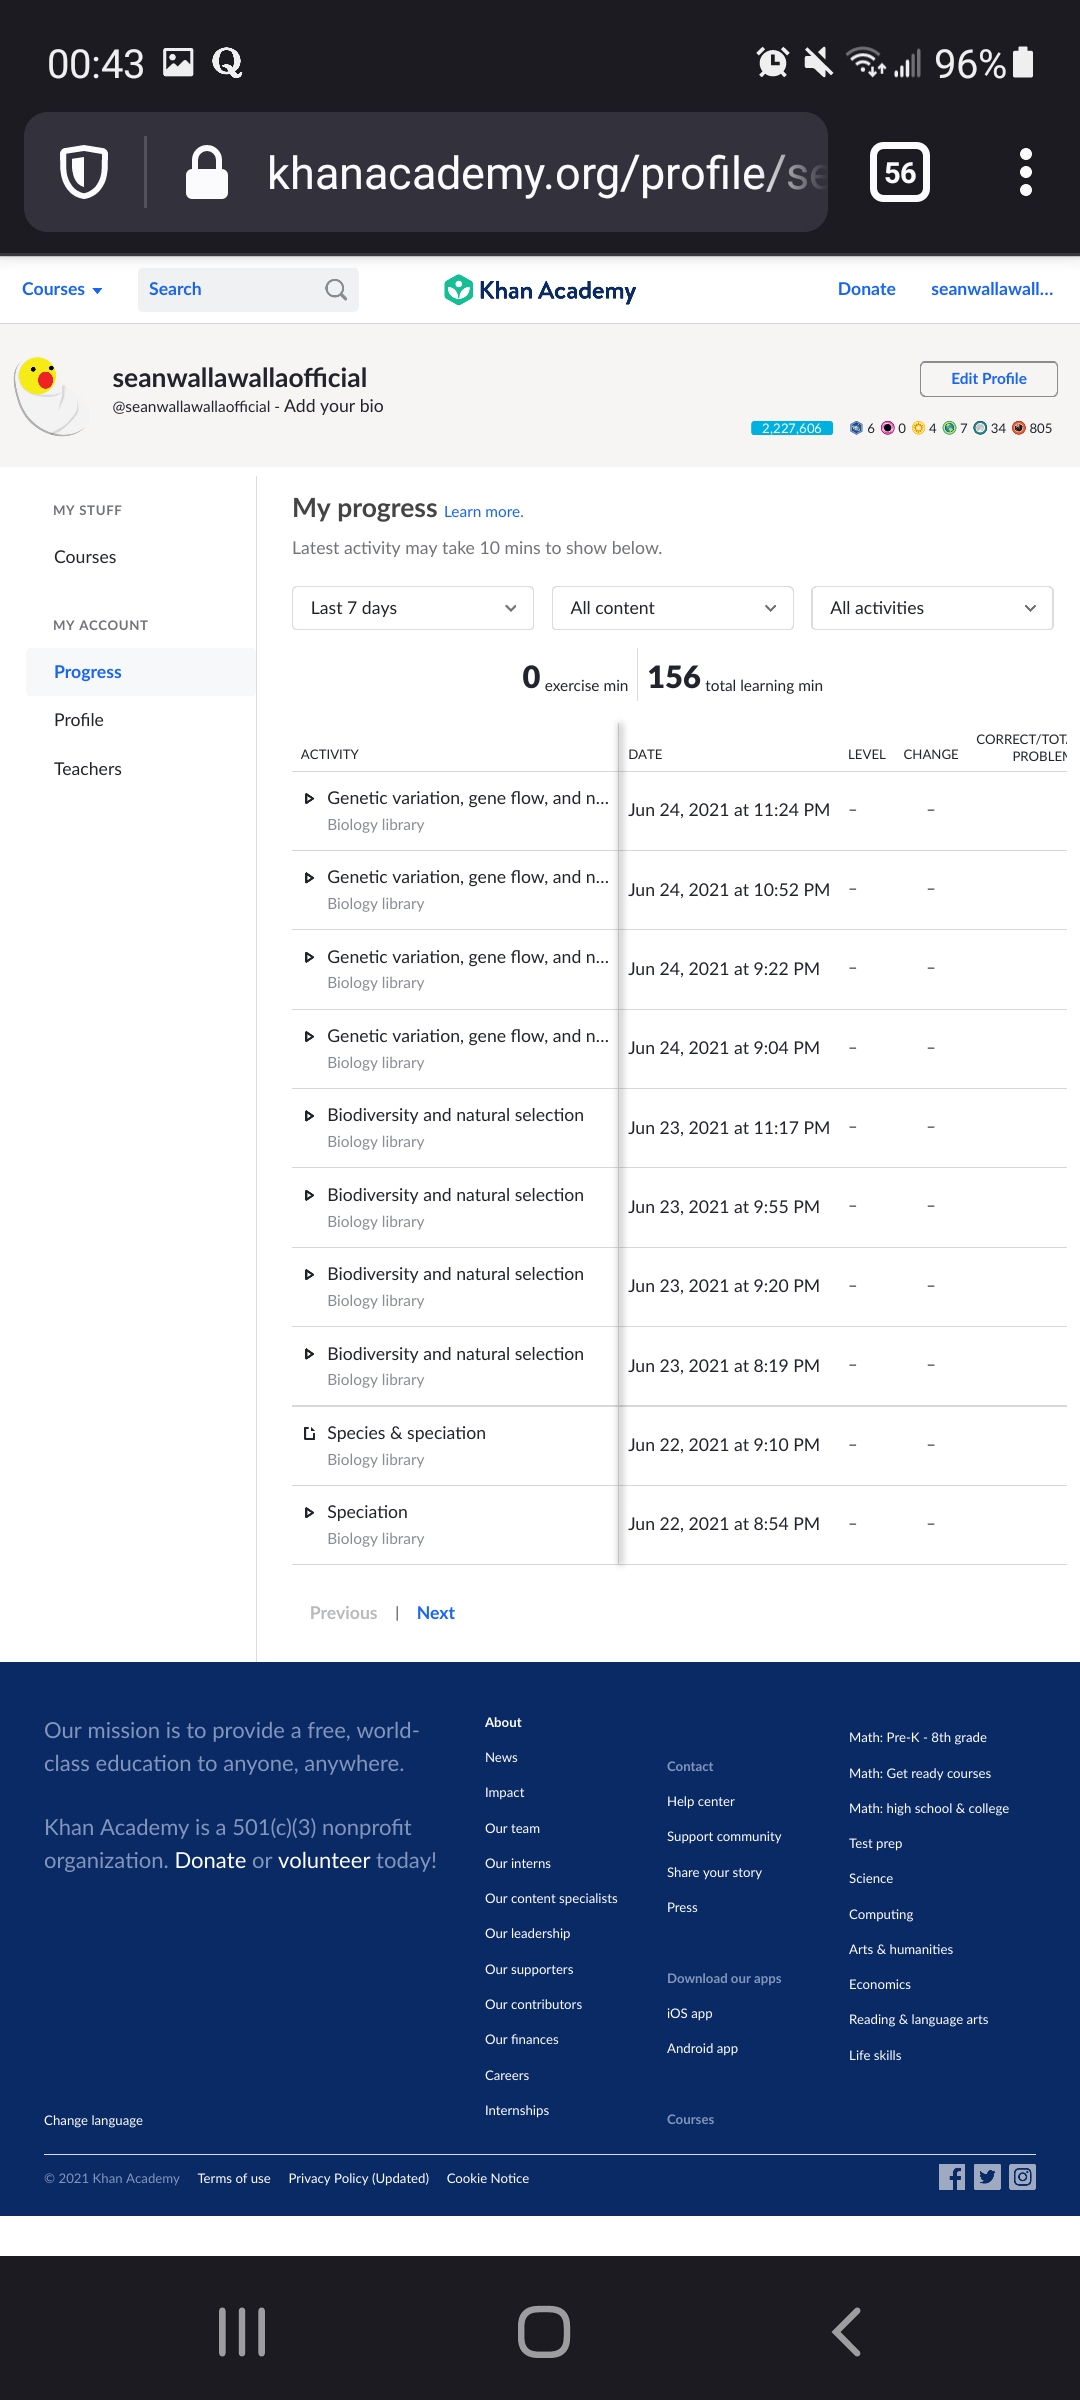 00:43
96%
khanacademy.org/profile/se
56
Courses
Search
Khan Academy
Donate
seanwallawall...
seanwallawallaofficial
@seanwallawallaofficial - Add your bio
Edit Profile
2,227,606 6 0 4 7 34 805
MY STUFF
Courses
MY ACCOUNT
Progress
Profile
Teachers
My progress Learn more.
Latest activity may take 10 mins to show below.
Last 7 days
All content
All activities
0 exercise min
156 total learning min
ACTIVITY DATE LEVEL CHANGE CORRECT/TOT
PROBLEM
Genetic variation, gene flow, and n...
Biology library
Jun 24, 2021 at 11:24 PM – –
Genetic variation, gene flow, and n...
Biology library
Jun 24, 2021 at 10:52 PM – –
Genetic variation, gene flow, and n...
Biology library
Jun 24, 2021 at 9:22 PM – –
Genetic variation, gene flow, and n...
Biology library
Jun 24, 2021 at 9:04 PM – –
Biodiversity and natural selection
Biology library
Jun 23, 2021 at 11:17 PM – –
Biodiversity and natural selection
Biology library
Jun 23, 2021 at 9:55 PM – –
Biodiversity and natural selection
Biology library
Jun 23, 2021 at 9:20 PM – –
Biodiversity and natural selection
Biology library
Jun 23, 2021 at 8:19 PM – –
Species & speciation
Biology library
Jun 22, 2021 at 9:10 PM – –
Speciation
Biology library
Jun 22, 2021 at 8:54 PM – –
Previous | Next
Our mission is to provide a free, world-
class education to anyone, anywhere.
Khan Academy is a 501(c)(3) nonprofit
organization. Donate or volunteer today!
Change language
About
News
Impact
Our team
Our interns
Our content specialists
Our leadership
Our supporters
Our contributors
Our finances
Careers
Internships
Contact
Help center
Support community
Share your story
Press
Download our apps
iOS app
Android app
Courses
Math: Pre-K - 8th grade
Math: Get ready courses
Math: high school & college
Test prep
Science
Computing
Arts & humanities
Economics
Reading & language arts
Life skills
© 2021 Khan Academy Terms of use Privacy Policy (Updated) Cookie Notice